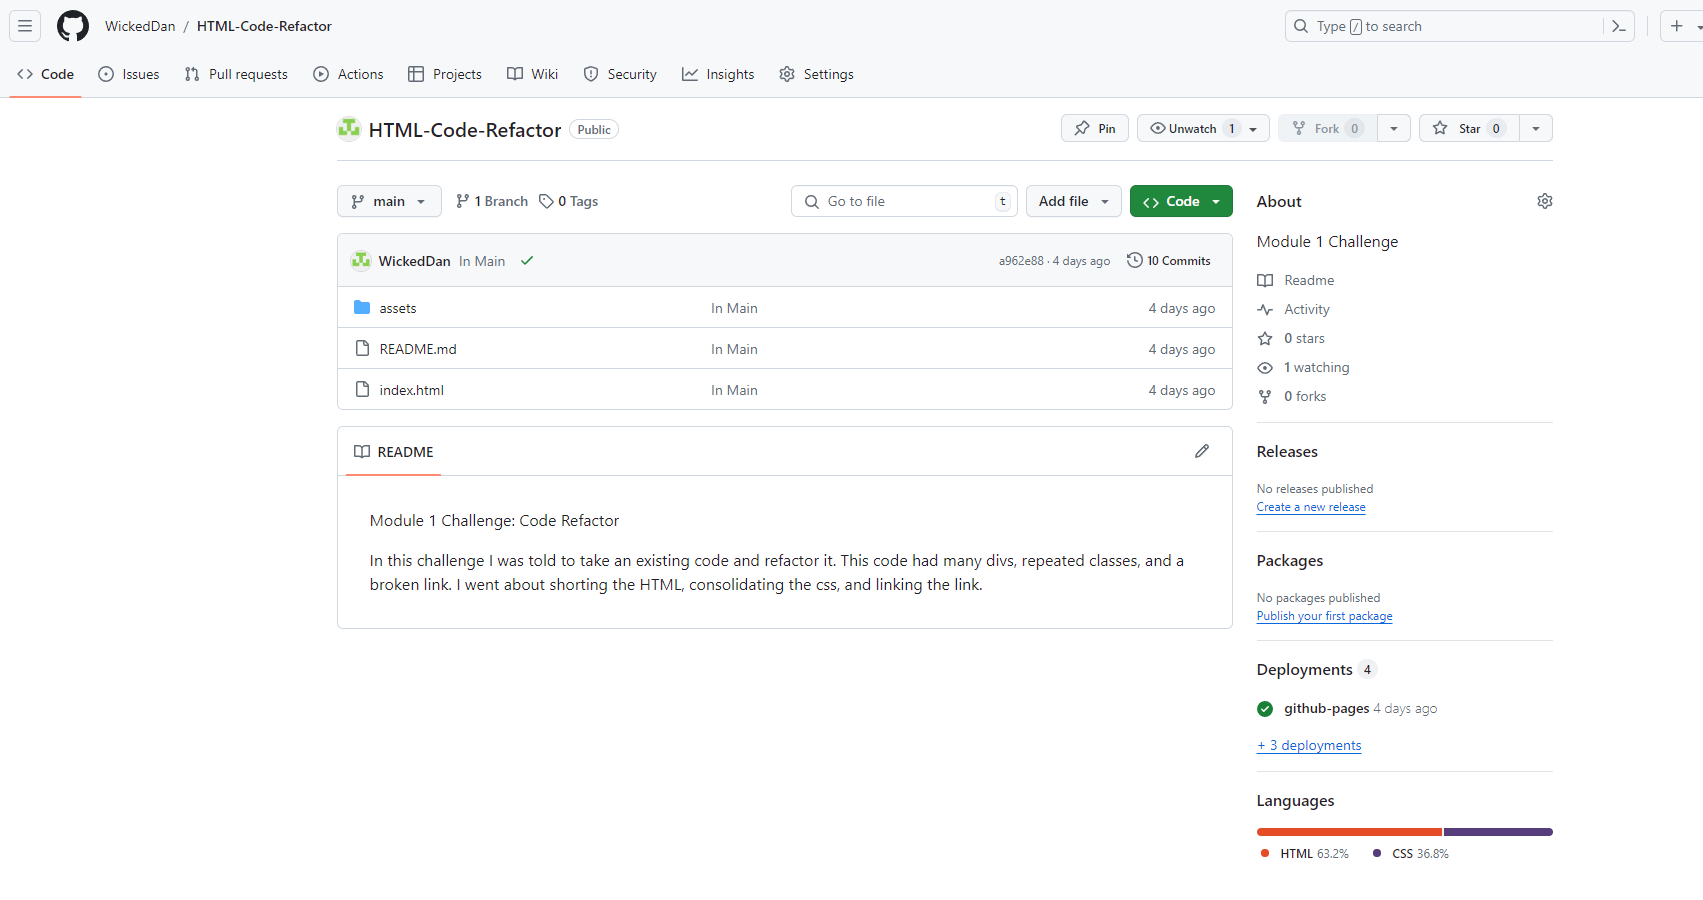 WickedDan / HTML-Code-Refactor
Type / to search
Code Issues Pull requests Actions Projects Wiki Security Insights Settings
HTML-Code-Refactor Public
Pin Unwatch 1 Fork 0 Star 0
main 1 Branch 0 Tags Go to file t Add file Code
WickedDan In Main a962e88 · 4 days ago 10 Commits
assets In Main 4 days ago
README.md In Main 4 days ago
index.html In Main 4 days ago
README
Module 1 Challenge: Code Refactor
In this challenge I was told to take an existing code and refactor it. This code had many divs, repeated classes, and a
broken link. I went about shorting the HTML, consolidating the css, and linking the link.
About
Module 1 Challenge
Readme
Activity
0 stars
1 watching
0 forks
Releases
No releases published
Create a new release
Packages
No packages published
Publish your first package
Deployments 4
github-pages 4 days ago
+ 3 deployments
Languages
HTML 63.2% CSS 36.8%